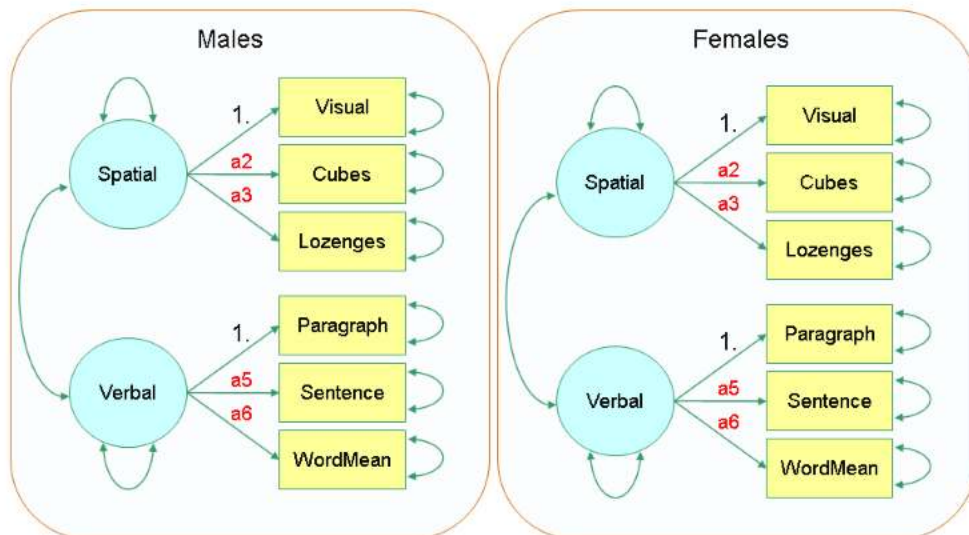 Males
1.
Visual
Spatial
a2
Cubes
a3
Lozenges
1.
Paragraph
Verbal
a5
Sentence
a6
WordMean
Females
1.
Visual
Spatial
a2
Cubes
a3
Lozenges
1.
Paragraph
Verbal
a5
Sentence
a6
WordMean